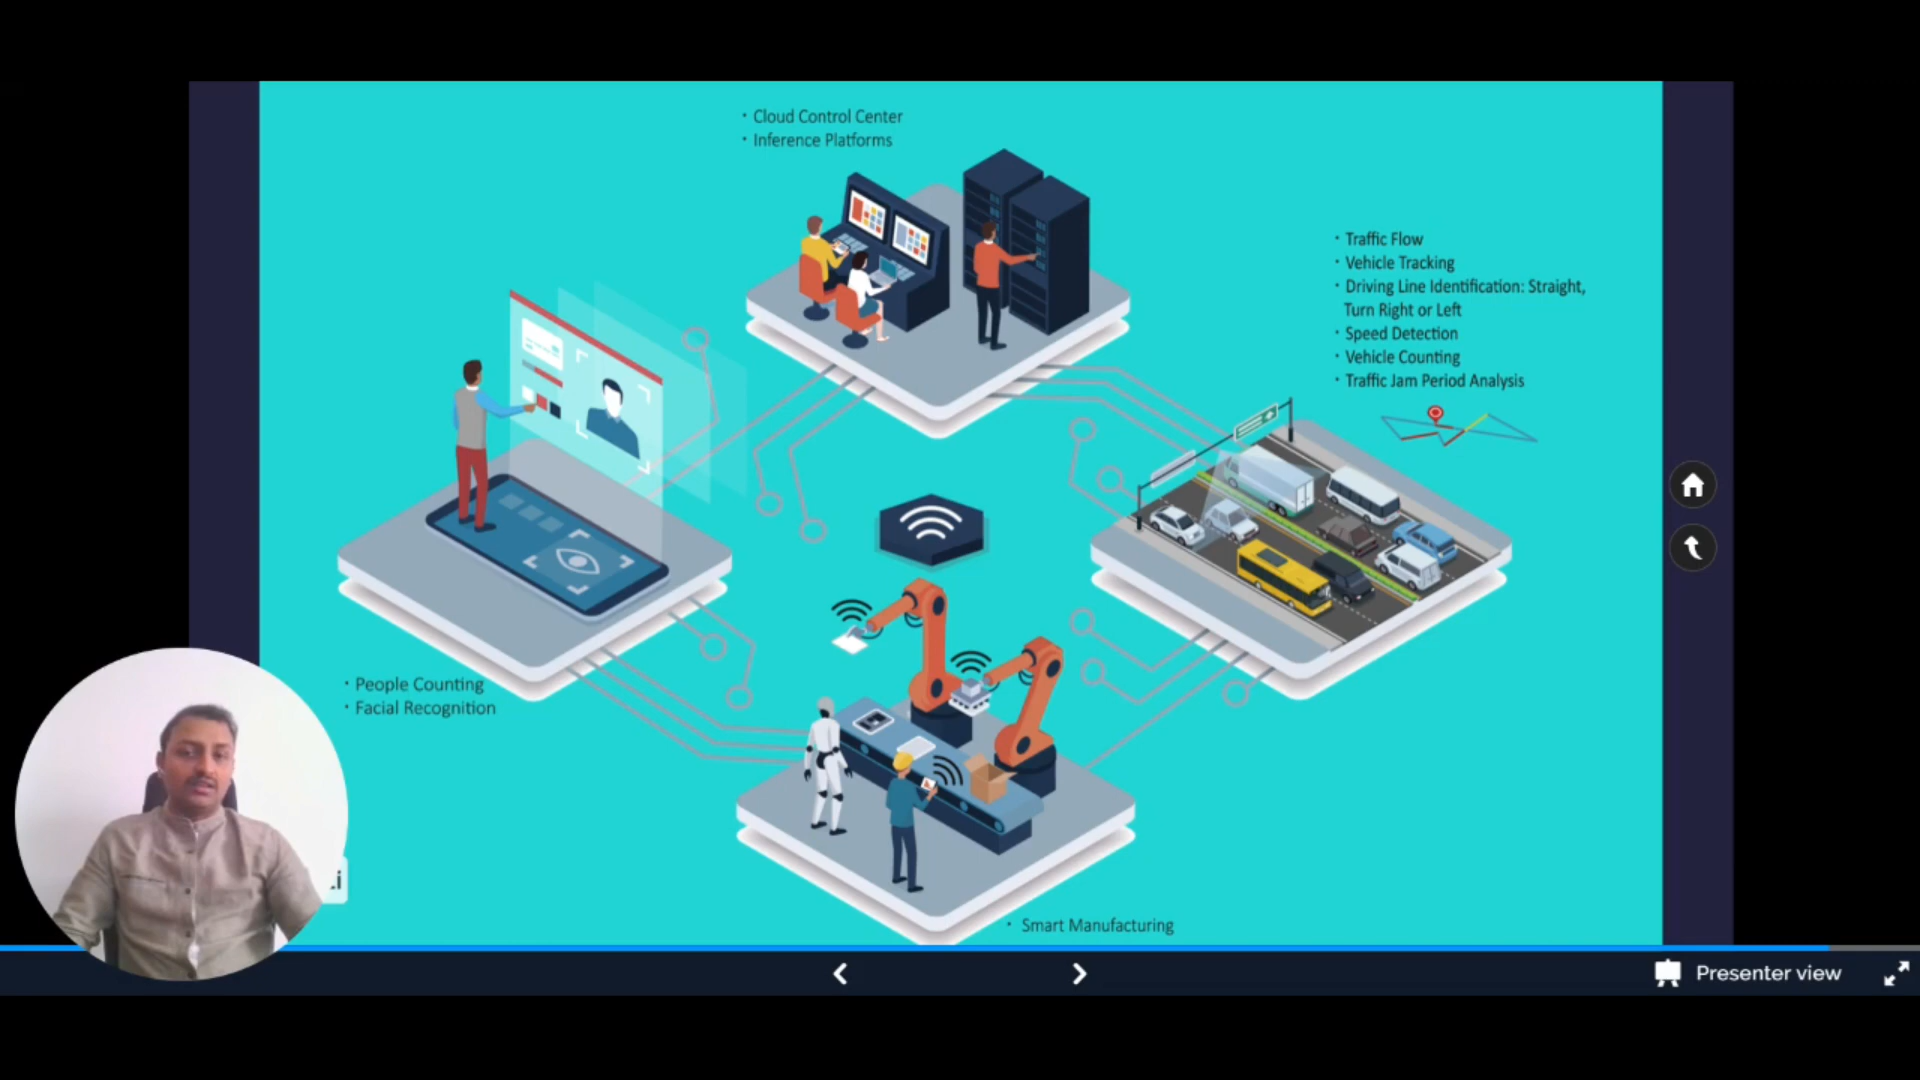 · Cloud Control Center
· Inference Platforms
· Traffic Flow
· Vehicle Tracking
· Driving Line Identification: Straight,
Turn Right or Left
· Speed Detection
· Vehicle Counting
· Traffic Jam Period Analysis
· People Counting
· Facial Recognition
· Smart Manufacturing
Presenter view